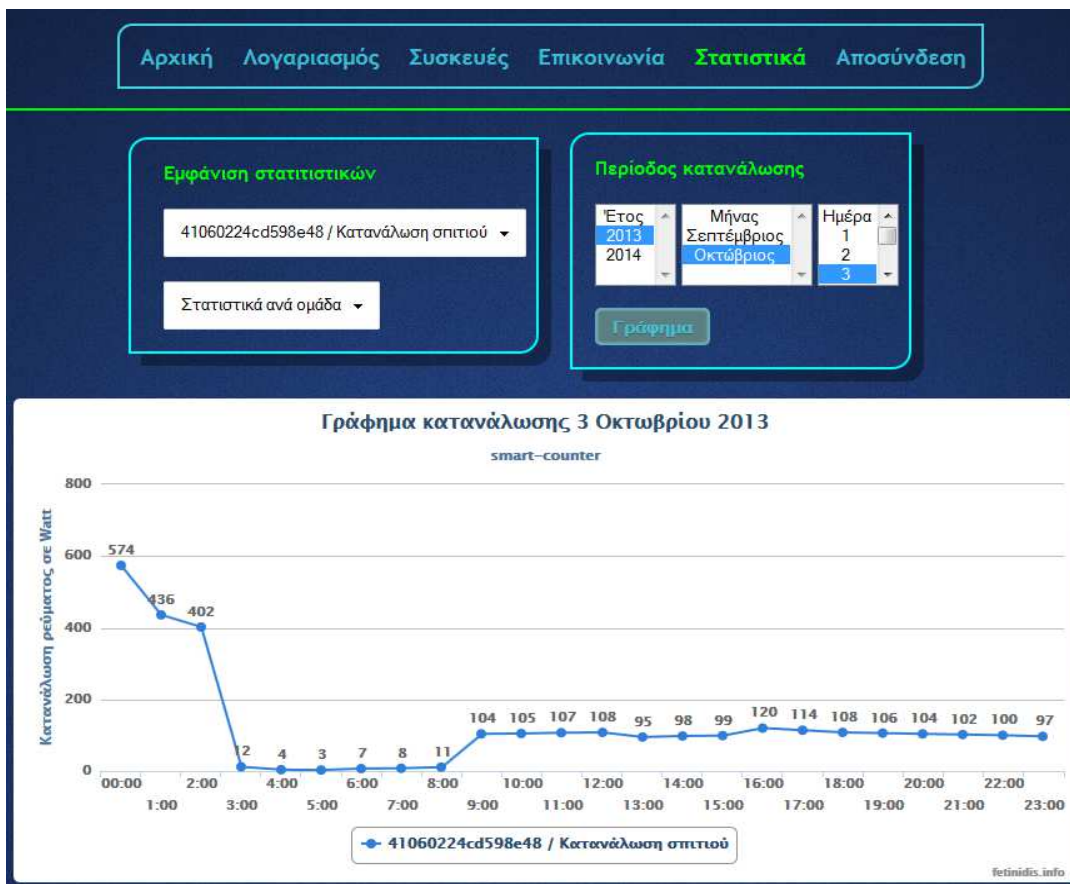 Αρχική Λογαριασμός Συσκευές Επικοινωνία Στατιστικά Αποσύνδεση
Εμφάνιση στατιτιστικών
41060224cd598e48 / Κατανάλωση σπιτιού
Στατιστικά ανά ομάδα
Περίοδος κατανάλωσης
Έτος
2013
2014
Μήνας
Σεπτέμβριος
Οκτώβριος
Ημέρα
1
2
3
Γράφημα
Γράφημα κατανάλωσης 3 Οκτωβρίου 2013
smart-counter
Κατανάλωση ρεύματος σε Watt
800
600
400
200
0
574 436 402 12 4 3 7 8 11 104 105 107 108 95 98 99 120 114 108 106 104 102 100 97
00:00 2:00 4:00 6:00 8:00 10:00 12:00 14:00 16:00 18:00 20:00 22:00
1:00 3:00 5:00 7:00 9:00 11:00 13:00 15:00 17:00 19:00 21:00 23:00
41060224cd598e48 / Κατανάλωση σπιτιού
fetinidis.info